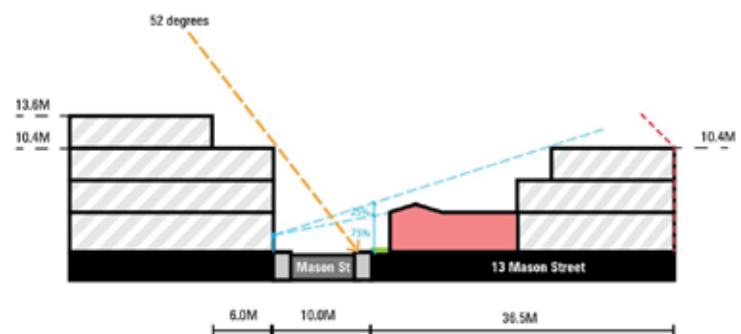 52 degrees
13.6M
10.4M
10.4M
25%
75%
Mason St
13 Mason Street
6.0M
10.0M
36.5M